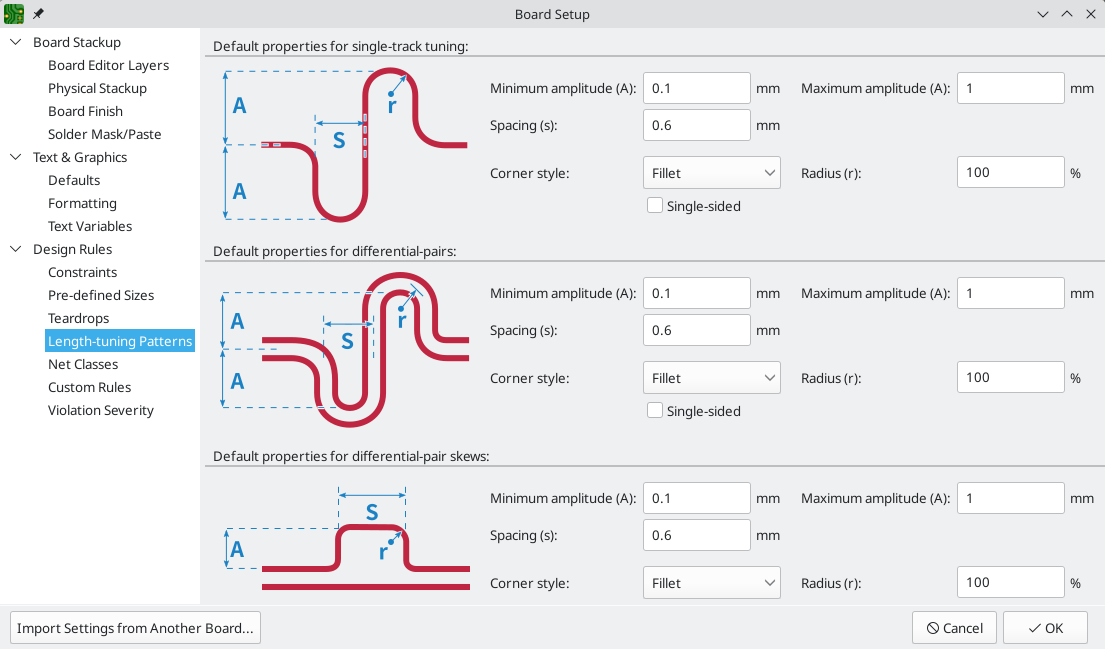 Board Setup
Board Stackup
Board Editor Layers
Physical Stackup
Board Finish
Solder Mask/Paste
Text & Graphics
Defaults
Formatting
Text Variables
Design Rules
Constraints
Pre-defined Sizes
Teardrops
Length-tuning Patterns
Net Classes
Custom Rules
Violation Severity
Default properties for single-track tuning:
A
r
S
A
Minimum amplitude (A): 0.1 mm Maximum amplitude (A): 1 mm
Spacing (s): 0.6 mm
Corner style: Fillet Radius (r): 100 %
Single-sided
Default properties for differential-pairs:
A
r
S
A
Minimum amplitude (A): 0.1 mm Maximum amplitude (A): 1 mm
Spacing (s): 0.6 mm
Corner style: Fillet Radius (r): 100 %
Single-sided
Default properties for differential-pair skews:
S
A
r
Minimum amplitude (A): 0.1 mm Maximum amplitude (A): 1 mm
Spacing (s): 0.6 mm
Corner style: Fillet Radius (r): 100 %
Import Settings from Another Board... Cancel OK